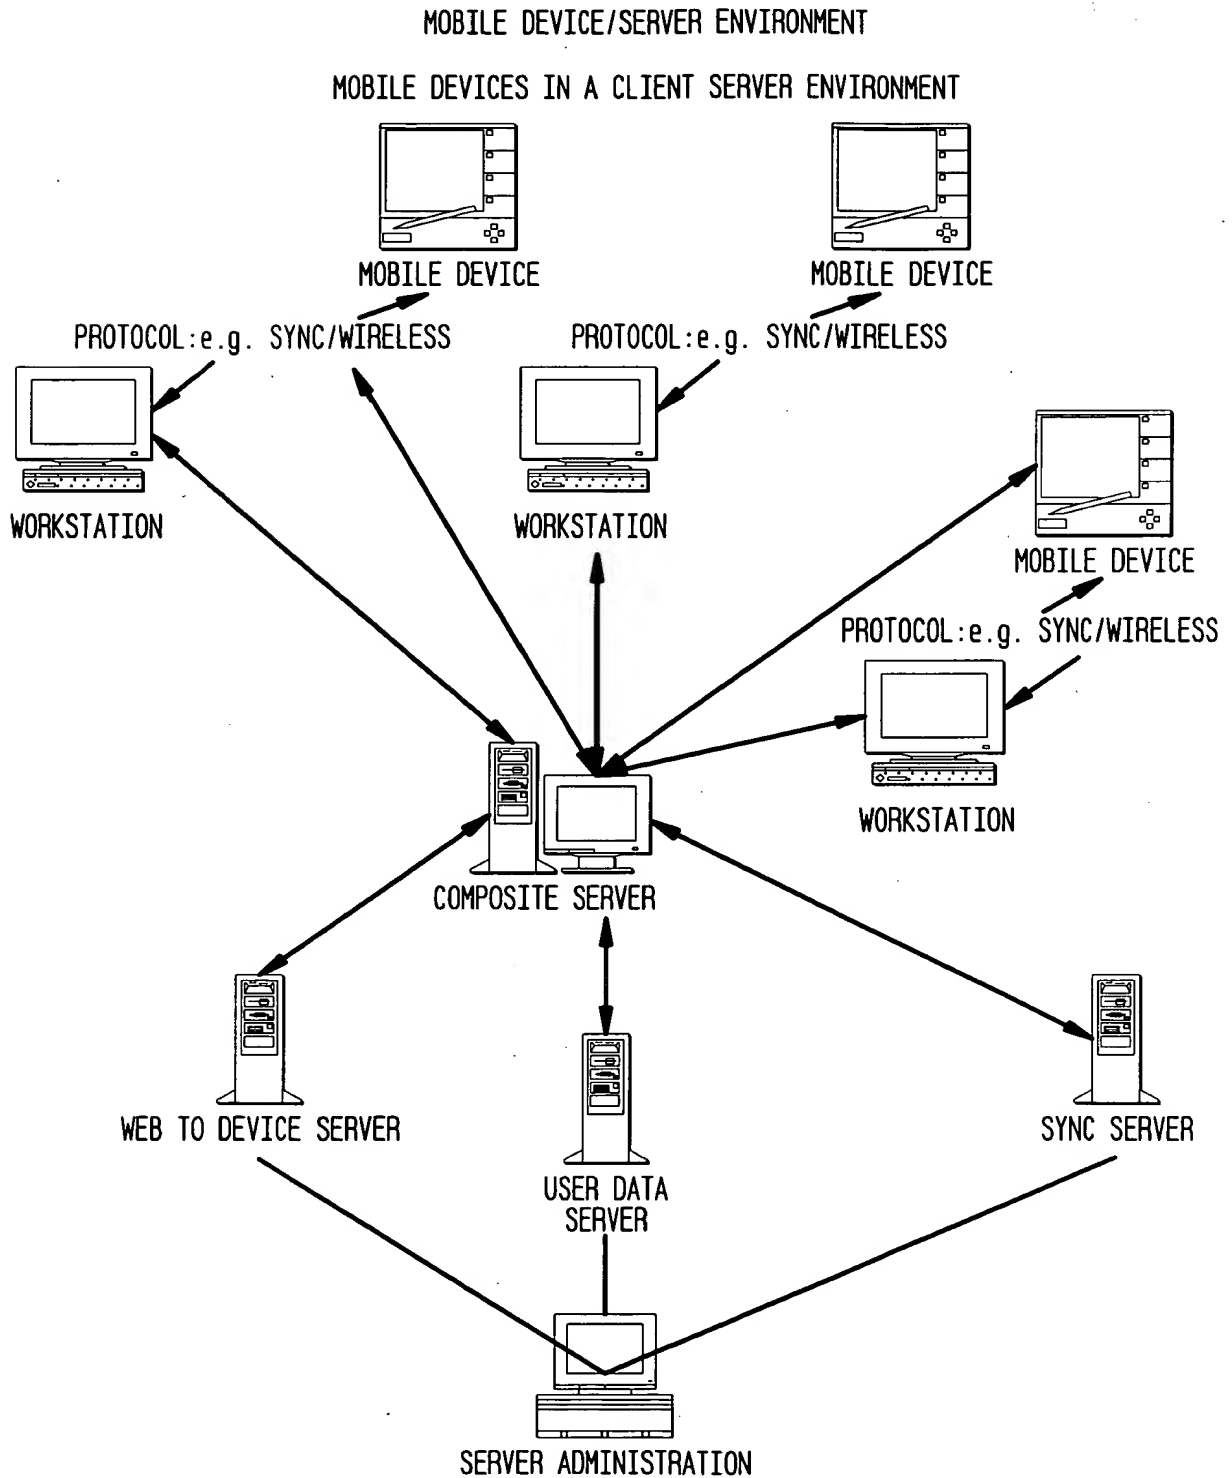 MOBILE DEVICE/SERVER ENVIRONMENT
MOBILE DEVICES IN A CLIENT SERVER ENVIRONMENT
MOBILE DEVICE
MOBILE DEVICE
PROTOCOL:e.g. SYNC/WIRELESS
PROTOCOL:e.g. SYNC/WIRELESS
WORKSTATION
WORKSTATION
MOBILE DEVICE
PROTOCOL:e.g. SYNC/WIRELESS
WORKSTATION
COMPOSITE SERVER
WEB TO DEVICE SERVER
SYNC SERVER
USER DATA
SERVER
SERVER ADMINISTRATION